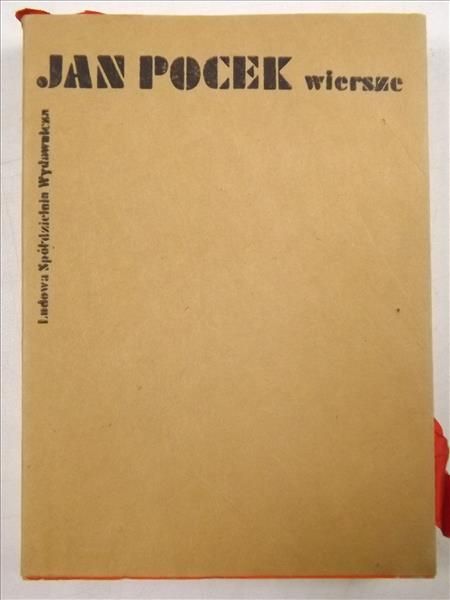 JAN POCEK wiersze
Ludowa Spółdzielnia Wydawnicza